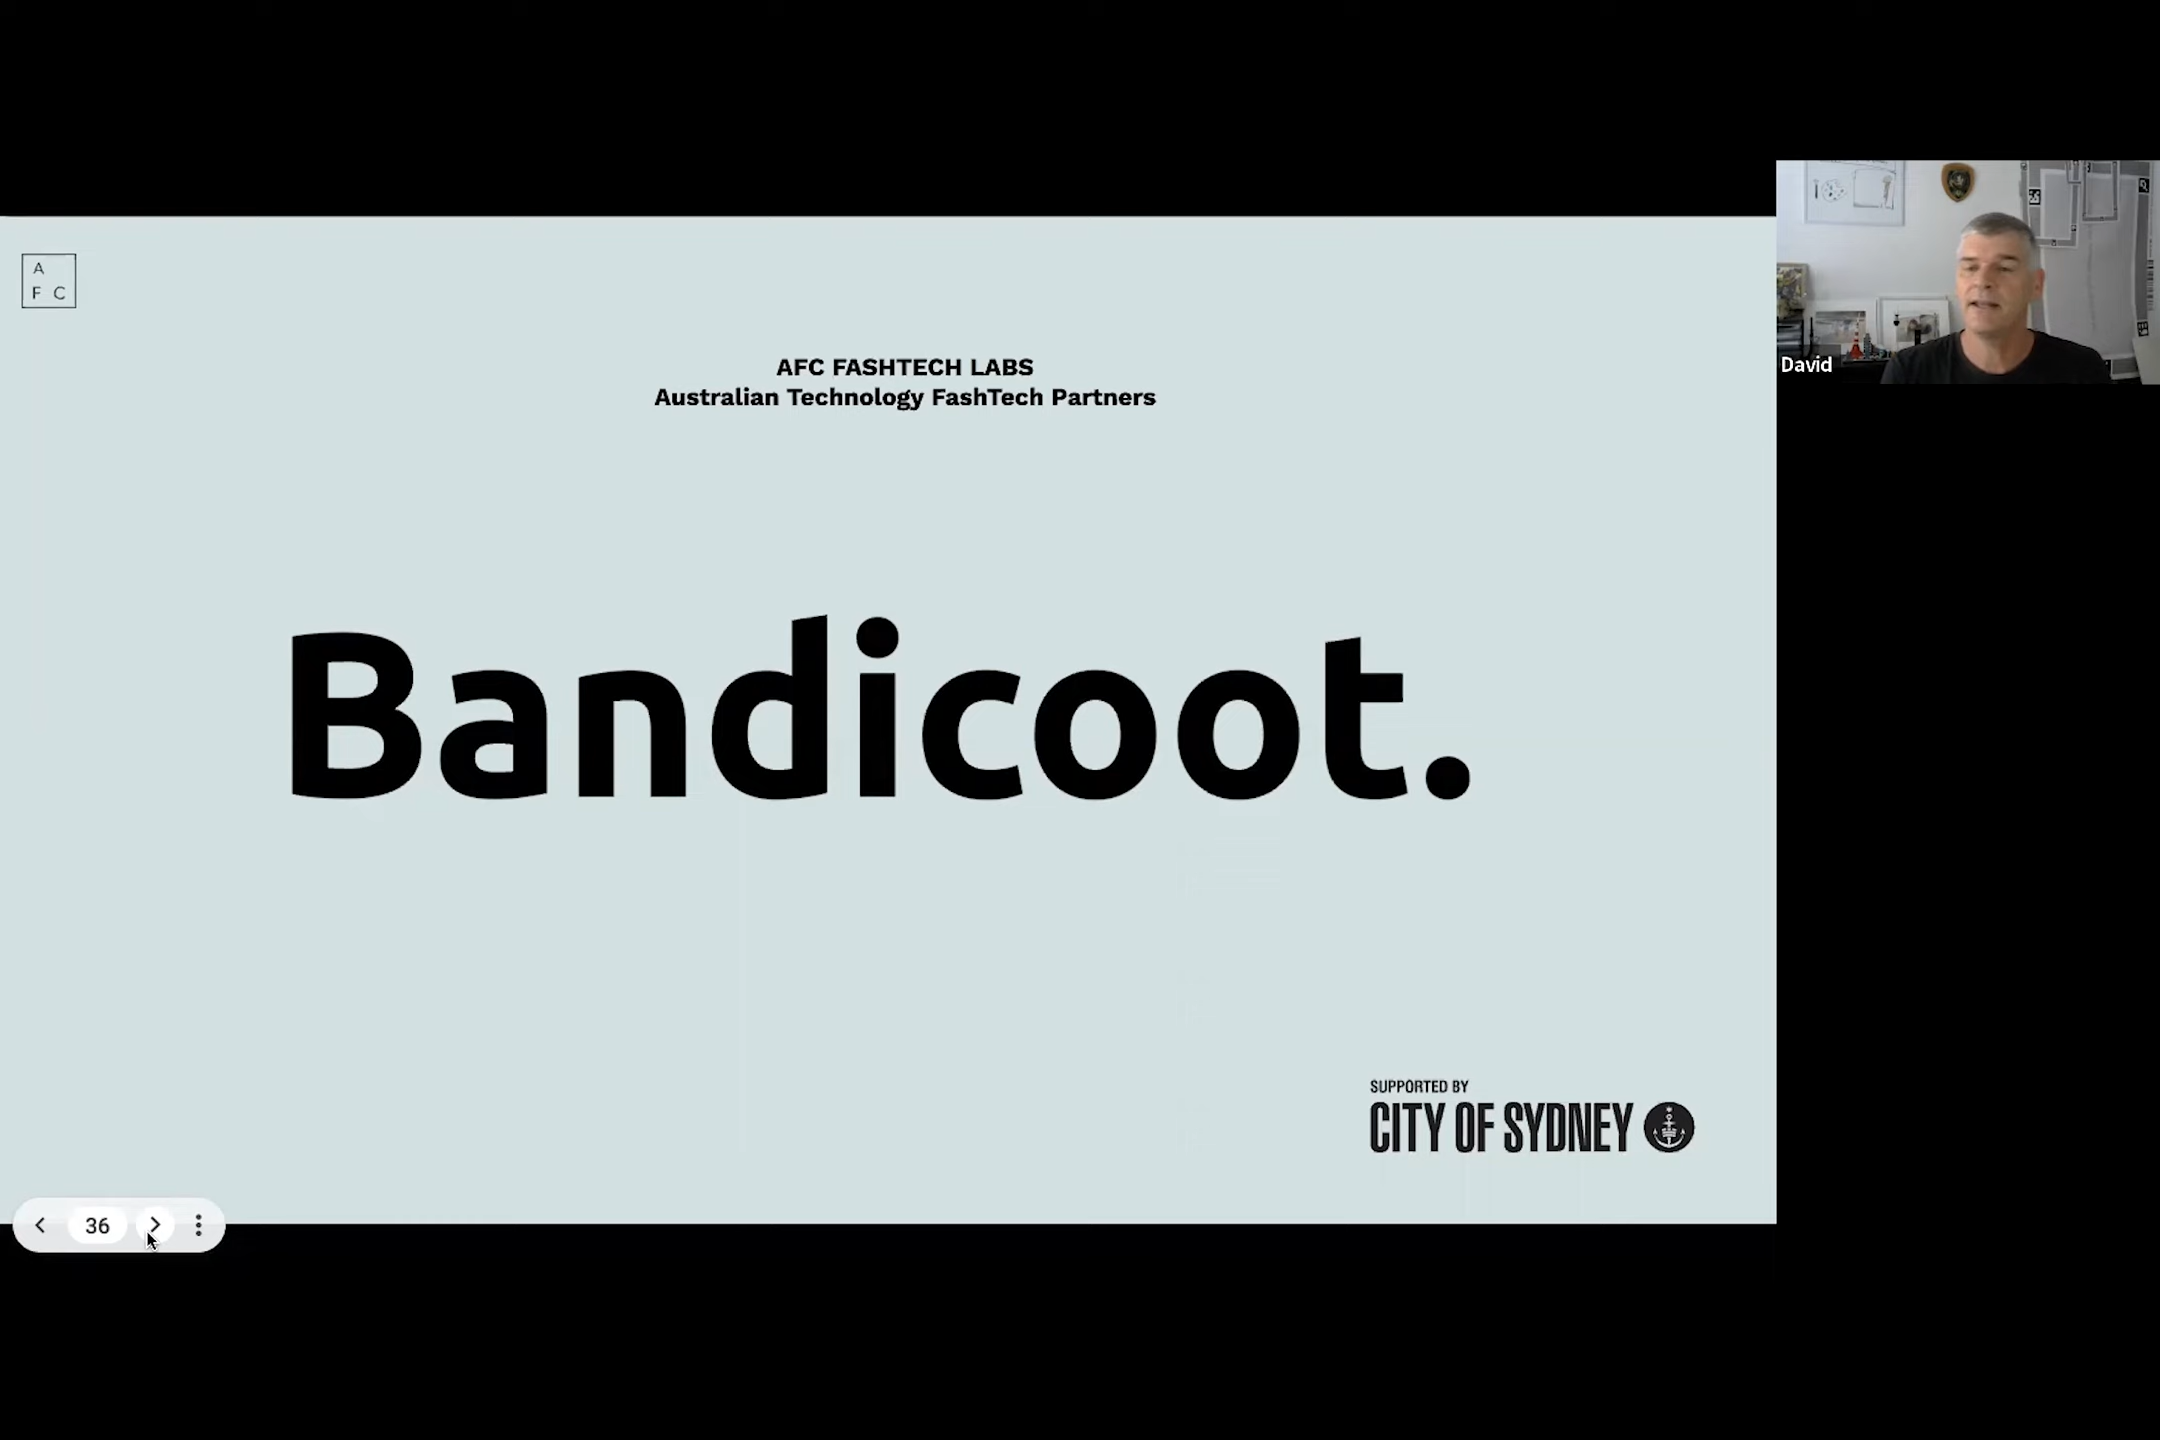 A
F C
AFC FASHTECH LABS
Australian Technology FashTech Partners
Bandicoot.
SUPPORTED BY
CITY OF SYDNEY
36
David